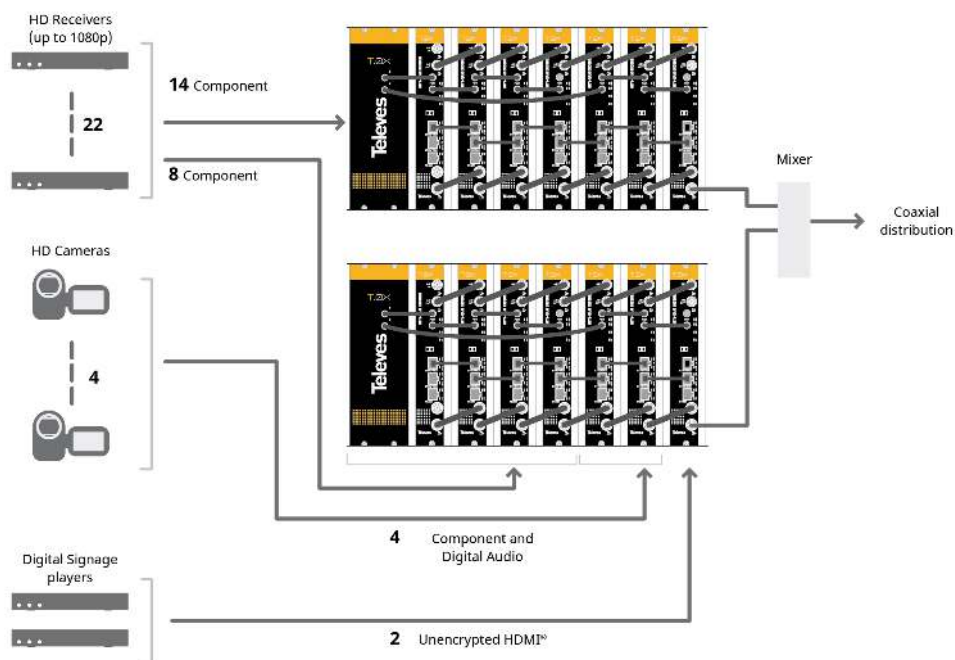 HD Receivers
(up to 1080p)
14 Component
22
8 Component
T.0X
Televes
Mixer
Coaxial
distribution
HD Cameras
4
T.0X
Televes
4 Component and
Digital Audio
Digital Signage
players
2 Unencrypted HDMI®